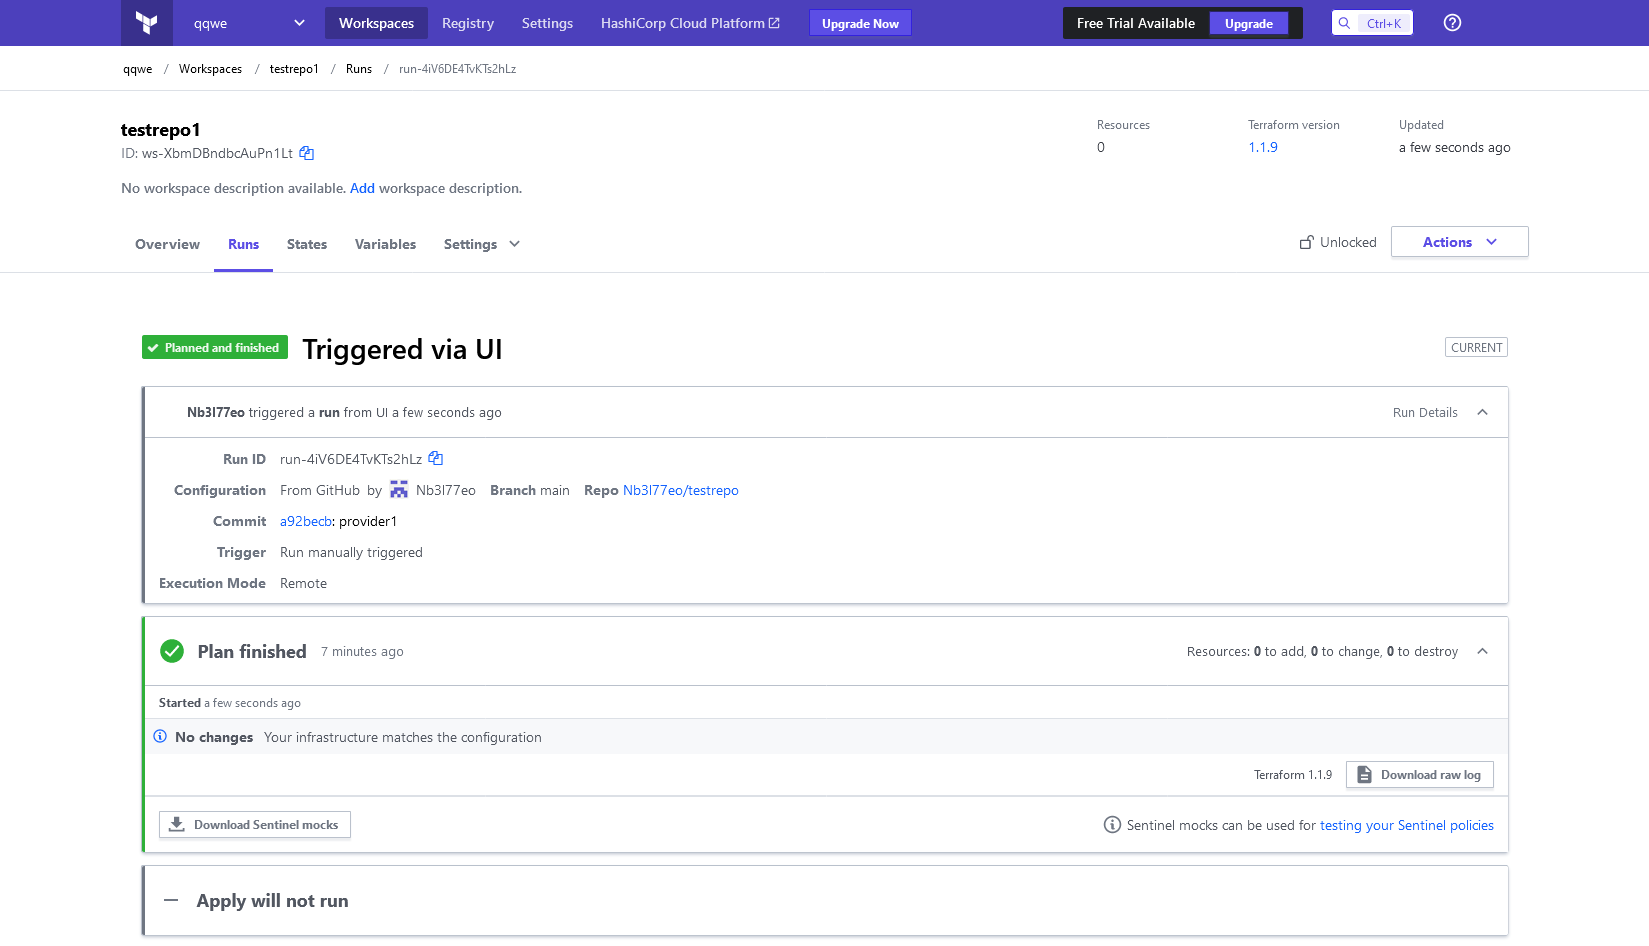 qqwe Workspaces Registry Settings HashiCorp Cloud Platform Upgrade Now Free Trial Available Upgrade Ctrl+K
qqwe / Workspaces / testrepo1 / Runs / run-4iV6DE4TvKTs2hLz
testrepo1
ID: ws-XbmDBndbcAuPn1Lt
No workspace description available. Add workspace description.
Resources
0
Terraform version
1.1.9
Updated
a few seconds ago
Overview Runs States Variables Settings
Unlocked Actions
Planned and finished Triggered via UI CURRENT
Nb3l77eo triggered a run from UI a few seconds ago Run Details
Run ID run-4iV6DE4TvKTs2hLz
Configuration From GitHub by Nb3l77eo Branch main Repo Nb3l77eo/testrepo
Commit a92becb: provider1
Trigger Run manually triggered
Execution Mode Remote
Plan finished 7 minutes ago Resources: 0 to add, 0 to change, 0 to destroy
Started a few seconds ago
No changes Your infrastructure matches the configuration
Terraform 1.1.9 Download raw log
Download Sentinel mocks Sentinel mocks can be used for testing your Sentinel policies
Apply will not run